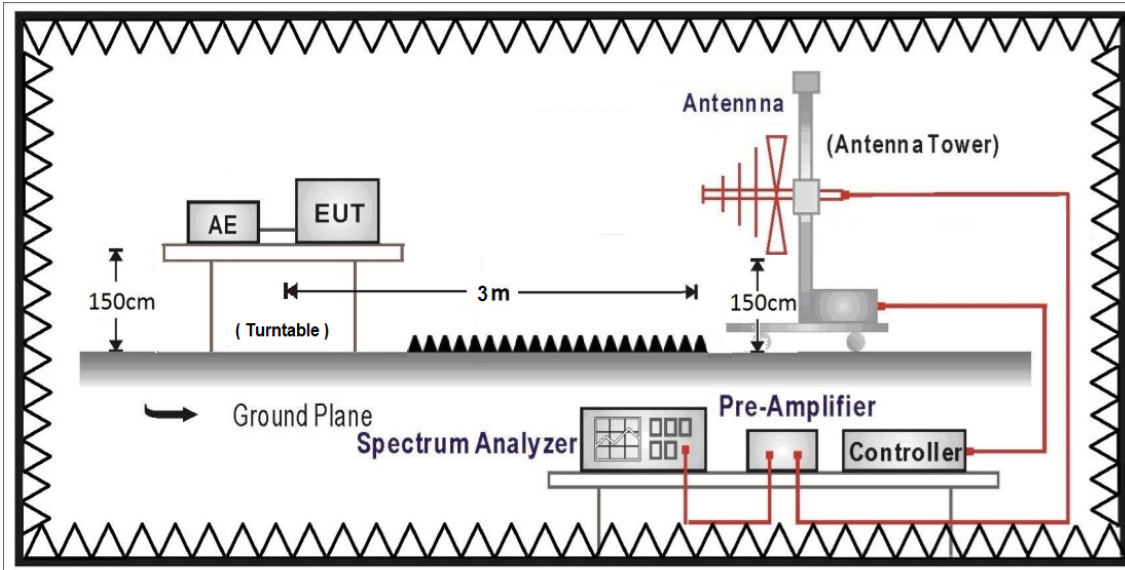 Antennna
(Antenna Tower)
AE
EUT
150cm
3m
150cm
( Turntable )
Ground Plane
Pre-Amplifier
Spectrum Analyzer
Controller